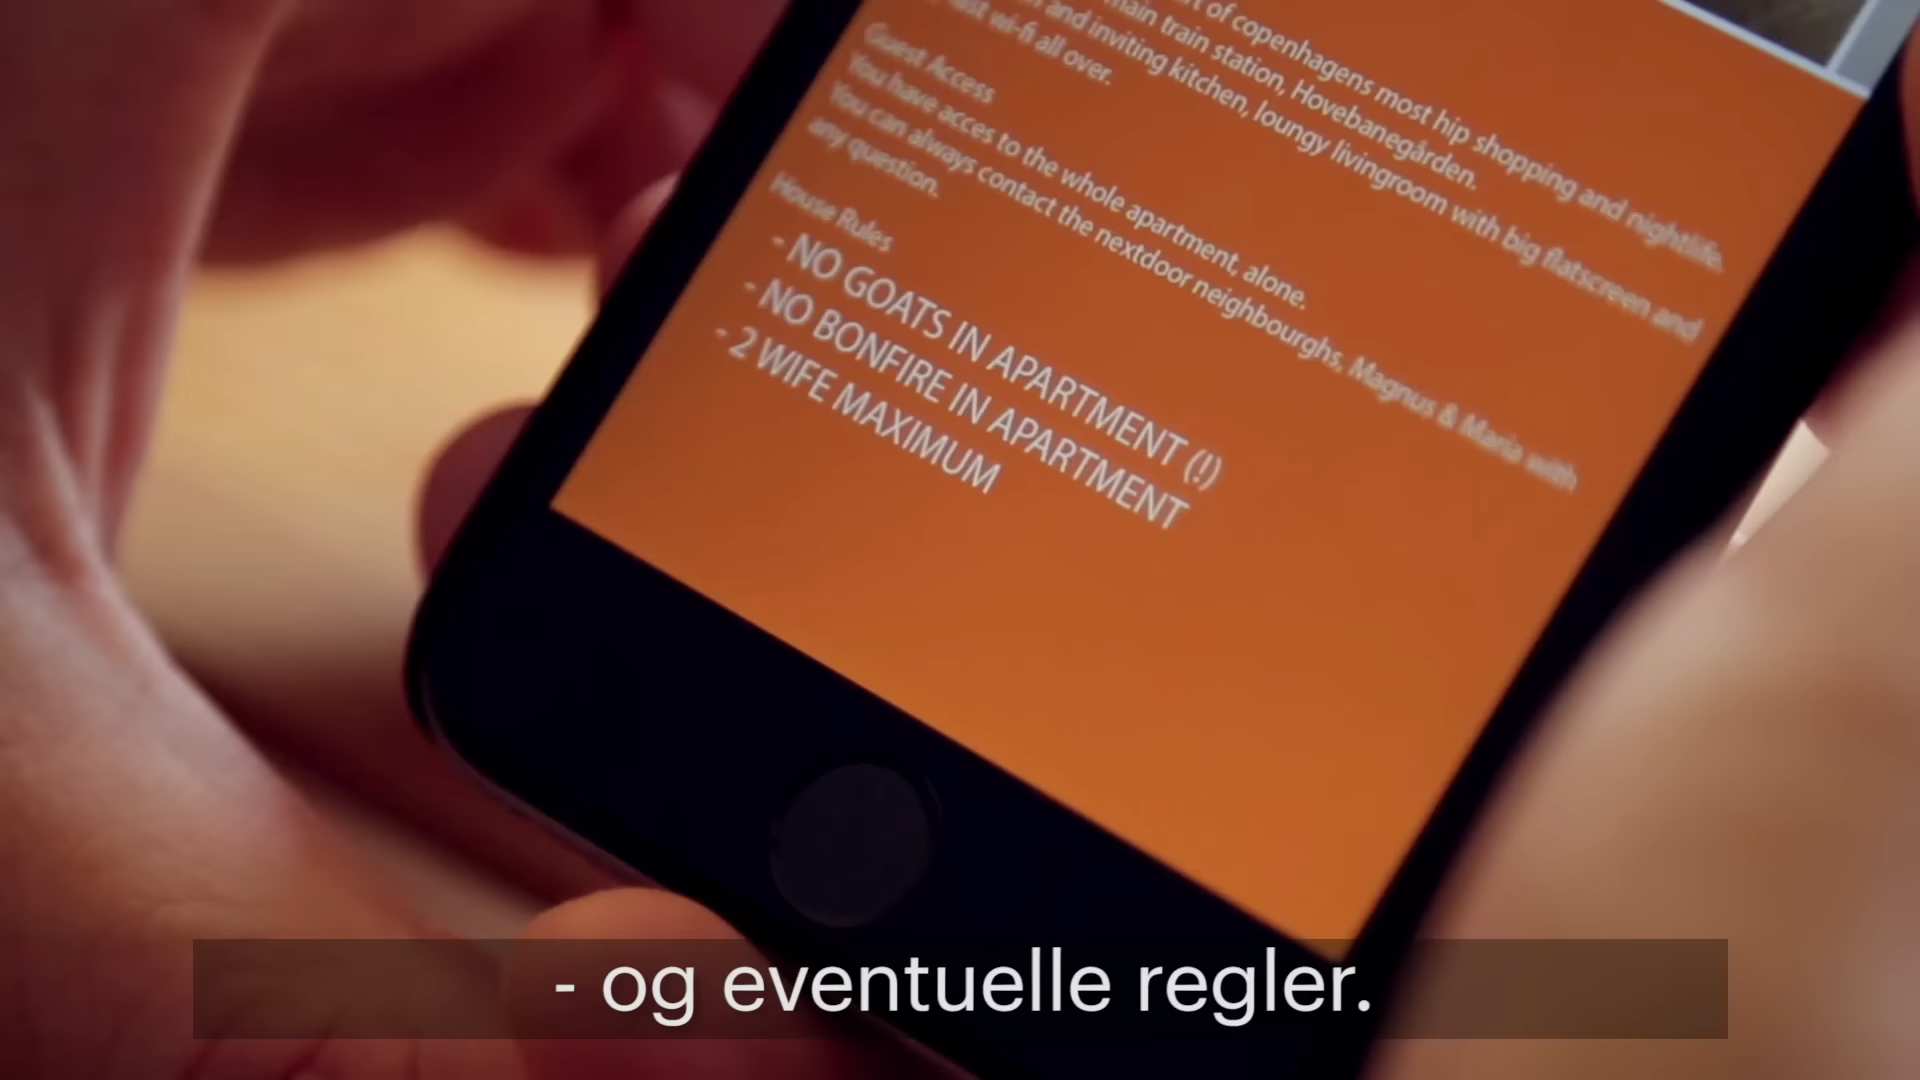 of copenhagens most hip shopping and nightlife.
main train station, Hovebanegården.
and inviting kitchen, loungy livingroom with big flatscreen and
fast wi-fi all over.
Guest Access
You have acces to the whole apartment, alone.
You can always contact the nextdoor neighbourghs, Magnus & Maria with
any question.
House Rules
- NO GOATS IN APARTMENT (!)
- NO BONFIRE IN APARTMENT
- 2 WIFE MAXIMUM
- og eventuelle regler.